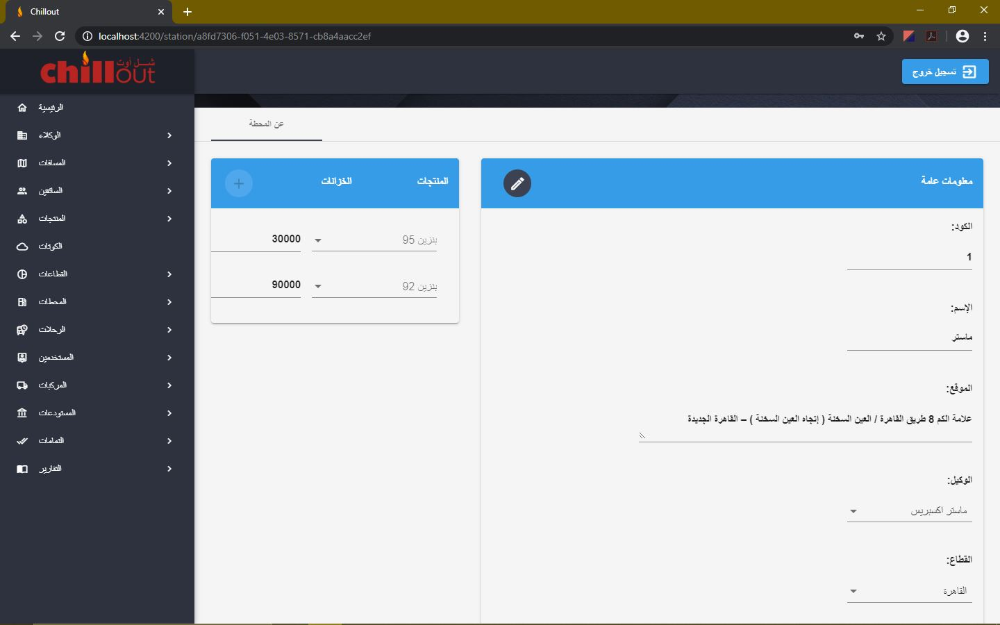 Chillout
localhost:4200/station/a8fd7306-f051-4e03-8571-cb8a4aacc2ef
chillout شل أوت
تسجيل خروج
الرئيسية
الوكلاء
المسافات
السائقين
المنتجات
الكوتات
القطاعات
المحطات
الرحلات
المستخدمين
المركبات
المستودعات
التمامات
التقارير
عن المحطة
معلومات عامة
الكود:
1
الإسم:
ماستر
الموقع:
علامة الكم 8 طريق القاهرة / العين السخنة ( إتجاه العين السخنة ) – القاهرة الجديدة
الوكيل:
ماستر اكسبريس
القطاع:
القاهرة
المنتجات الخزانات
بنزين 95 30000
بنزين 92 90000